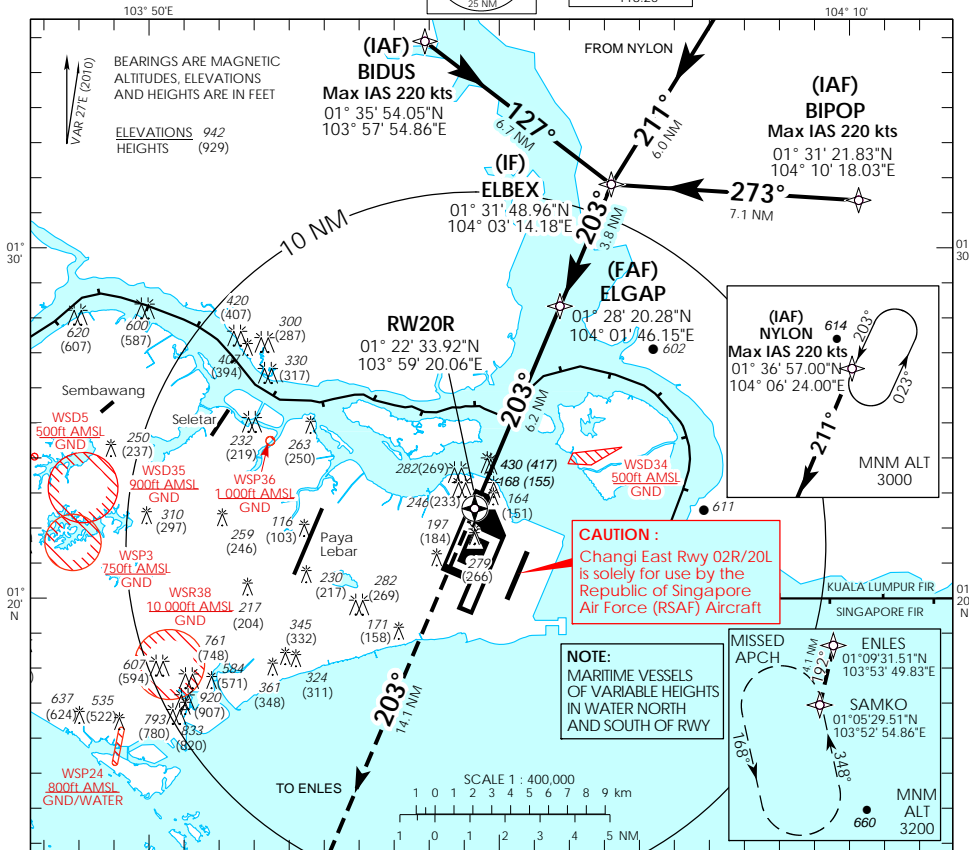 103° 50'E
25 NM
104° 10'
VAR 27'E (2010)
BEARINGS ARE MAGNETIC
ALTITUDES, ELEVATIONS
AND HEIGHTS ARE IN FEET
ELEVATIONS 942
HEIGHTS (929)
(IAF)
BIDUS
Max IAS 220 kts
01° 35' 54.05"N
103° 57' 54.86"E
127°
6.7 NM
FROM NYLON
211°
6.0 NM
(IAF)
BIPOP
Max IAS 220 kts
01° 31' 21.83"N
104° 10' 18.03"E
273°
7.1 NM
(IF)
ELBEX
01° 31' 48.96"N
104° 03' 14.18"E
203°
3.8 NM
10 NM
01°
30'
01°
30
(FAF)
ELGAP
01° 28' 20.28"N
104° 01' 46.15"E
602
RW20R
01° 22' 33.92"N
103° 59' 20.06"E
203°
6.2 NM
(IAF)
NYLON
Max IAS 220 kts
01° 36' 57.00"N
104° 06' 24.00"E
614
203°
023°
211°
MNM ALT
3000
620
(607)
600
(587)
420
(407)
300
(287)
407
(394)
330
(317)
Sembawang
Seletar
WSD5
500ft AMSL
GND
250
(237)
232
(219)
263
(250)
WSD35
900ft AMSL
GND
WSP36
1 000ft AMSL
GND
282(269)
430 (417)
168 (155)
246(233)
164
(151)
WSD34
500ft AMSL
GND
611
310
(297)
259
(246)
116
(103)
Paya
Lebar
197
(184)
279
(266)
WSP3
750ft AMSL
GND
CAUTION :
Changi East Rwy 02R/20L
is solely for use by the
Republic of Singapore
Air Force (RSAF) Aircraft
WSR38
10 000ft AMSL
GND
217
(204)
230
(217)
282
(269)
KUALA LUMPUR FIR
SINGAPORE FIR
01°
20'
N
01°
20
345
(332)
171
(158)
761
(748)
607
(594)
584
(571)
361
(348)
324
(311)
920
(907)
637
(624)
535
(522)
793
(780)
833
(820)
WSP24
800ft AMSL
GND/WATER
203°
14.1 NM
TO ENLES
NOTE:
MARITIME VESSELS
OF VARIABLE HEIGHTS
IN WATER NORTH
AND SOUTH OF RWY
MISSED
APCH
4.1 NM
192°
ENLES
01°09'31.51"N
103°53' 49.83"E
SAMKO
01°05'29.51"N
103°52' 54.86"E
168°
348°
660
MNM
ALT
3200
SCALE 1 : 400,000
1 0 1 2 3 4 5 6 7 8 9 km
1 0 1 2 3 4 5 NM